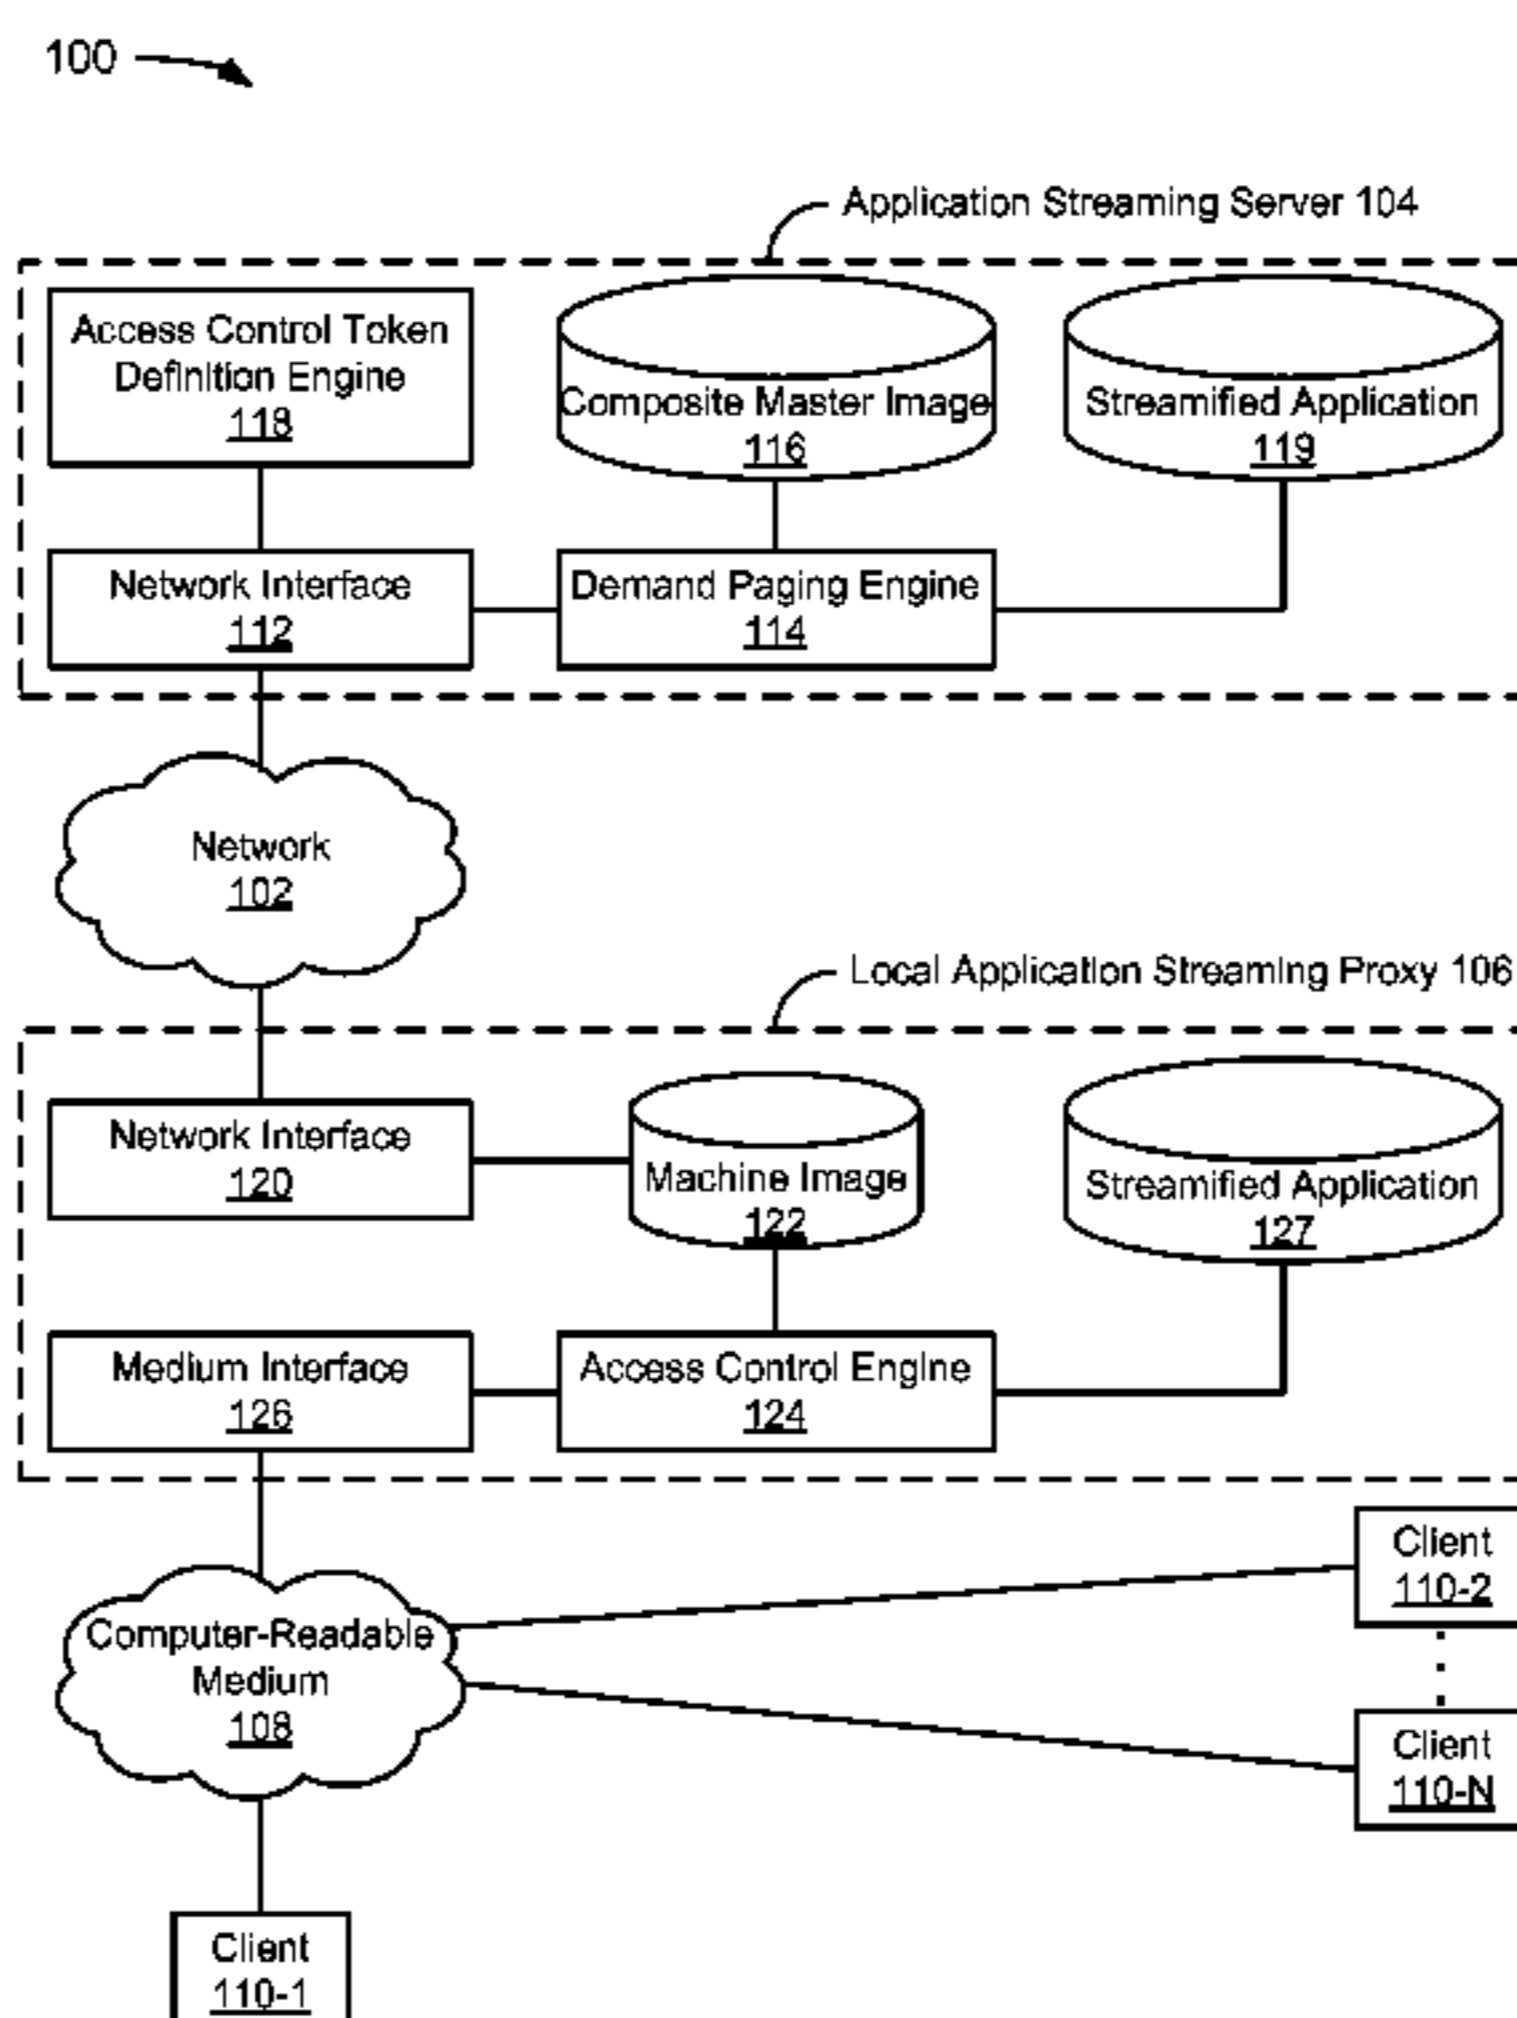 100
Application Streaming Server 104
Access Control Token
Definition Engine
118
Composite Master Image
116
Streamified Application
119
Network Interface
112
Demand Paging Engine
114
Network
102
Local Application Streaming Proxy 106
Network Interface
120
Machine Image
122
Streamified Application
127
Medium Interface
126
Access Control Engine
124
Client
110-2
Computer-Readable
Medium
108
Client
110-N
Client
110-1